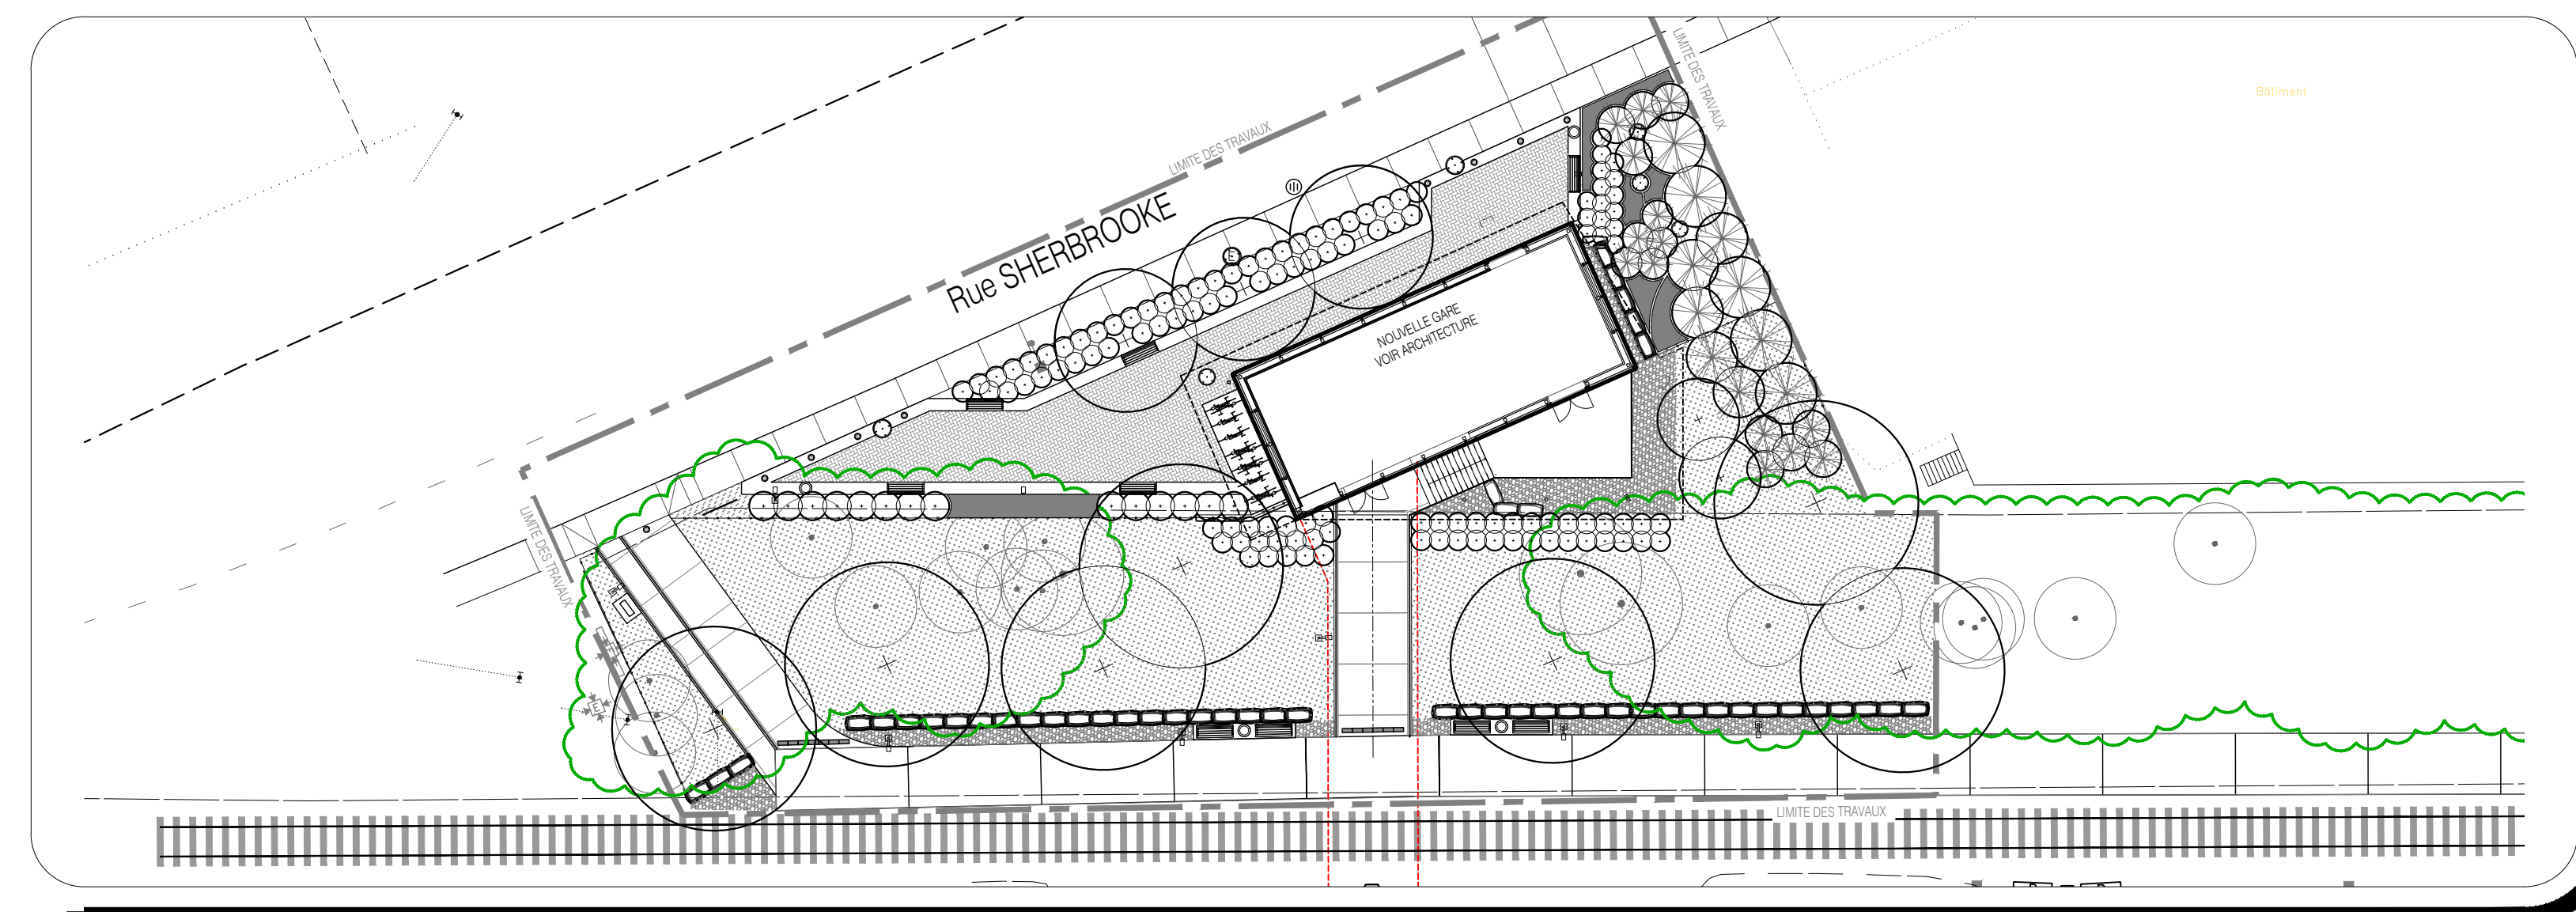 LIMITE DES TRAVAUX
Bâtiment
LIMITE DES TRAVAUX
Rue SHERBROOKE
E
NOUVELLE GARE
VOIR ARCHITECTURE
LIMITE DES TRAVAUX
LIMITE DES TRAVAUX